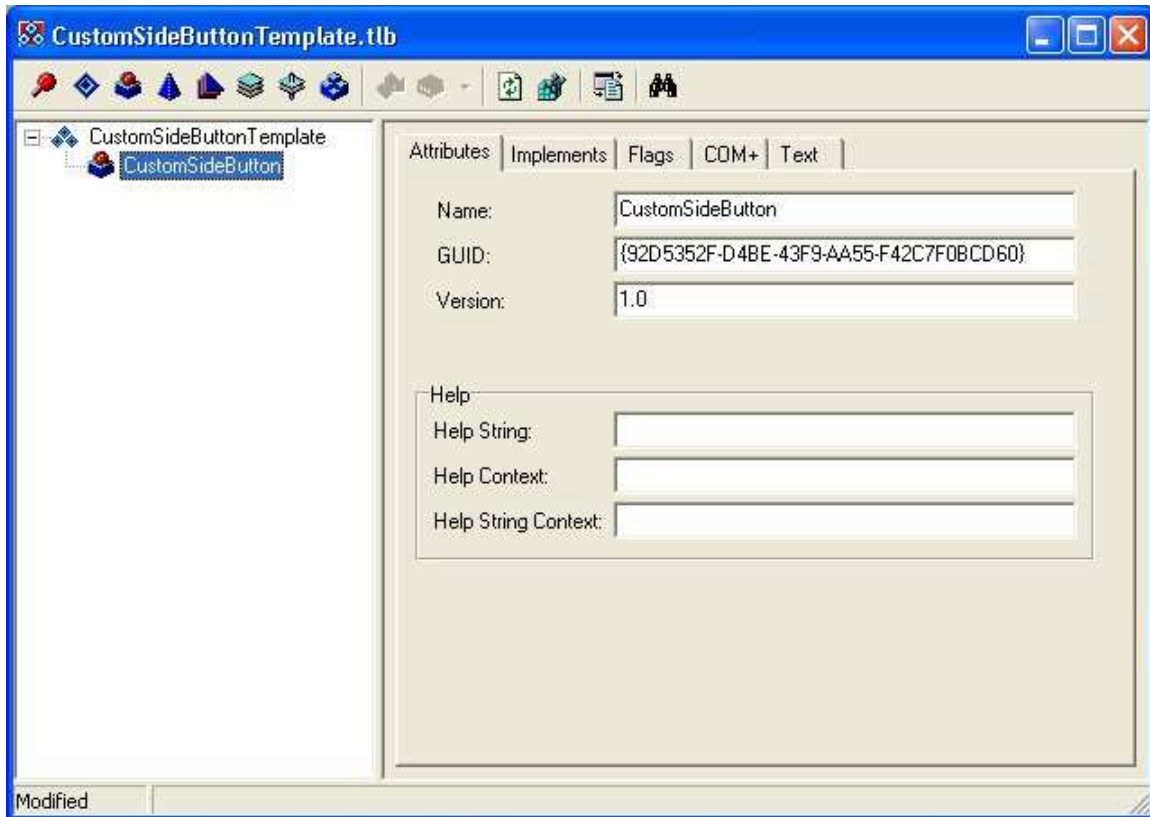 CustomSideButtonTemplate.tlb
CustomSideButtonTemplate
CustomSideButton
Attributes Implements Flags COM+ Text
Name: CustomSideButton
GUID: {92D5352F-D4BE-43F9-AA55-F42C7F0BCD60}
Version: 1.0
Help
Help String:
Help Context:
Help String Context:
Modified